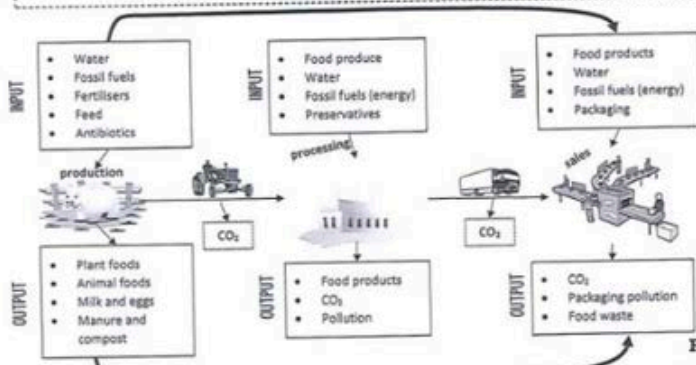 INPUT
• Water
• Fossil fuels
• Fertilisers
• Feed
• Antibiotics
INPUT
• Food produce
• Water
• Fossil fuels (energy)
• Preservatives
INPUT
• Food products
• Water
• Fossil fuels (energy)
• Packaging
production
processing
sales
CO₂
CO₂
OUTPUT
• Plant foods
• Animal foods
• Milk and eggs
• Manure and
compost
OUTPUT
• Food products
• CO₂
• Pollution
OUTPUT
• CO₂
• Packaging pollution
• Food waste